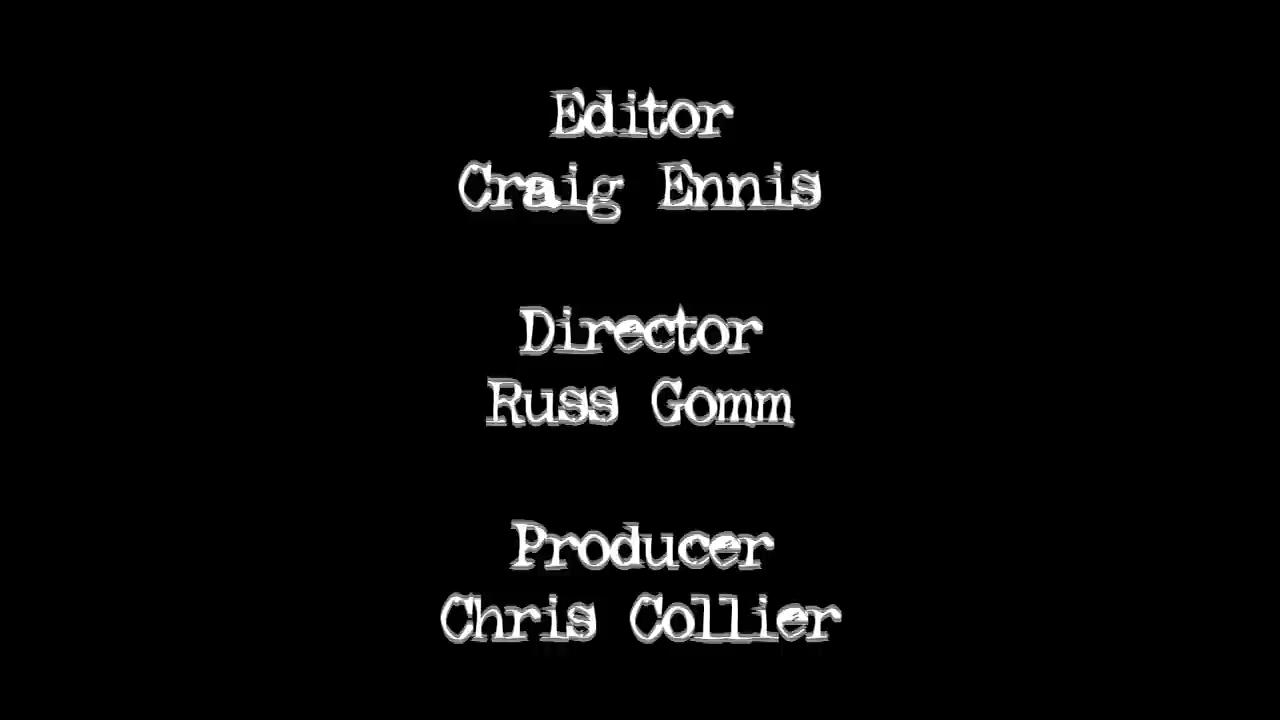 Editor
Craig Ennis
Director
Russ Gomm
Producer
Chris Collier